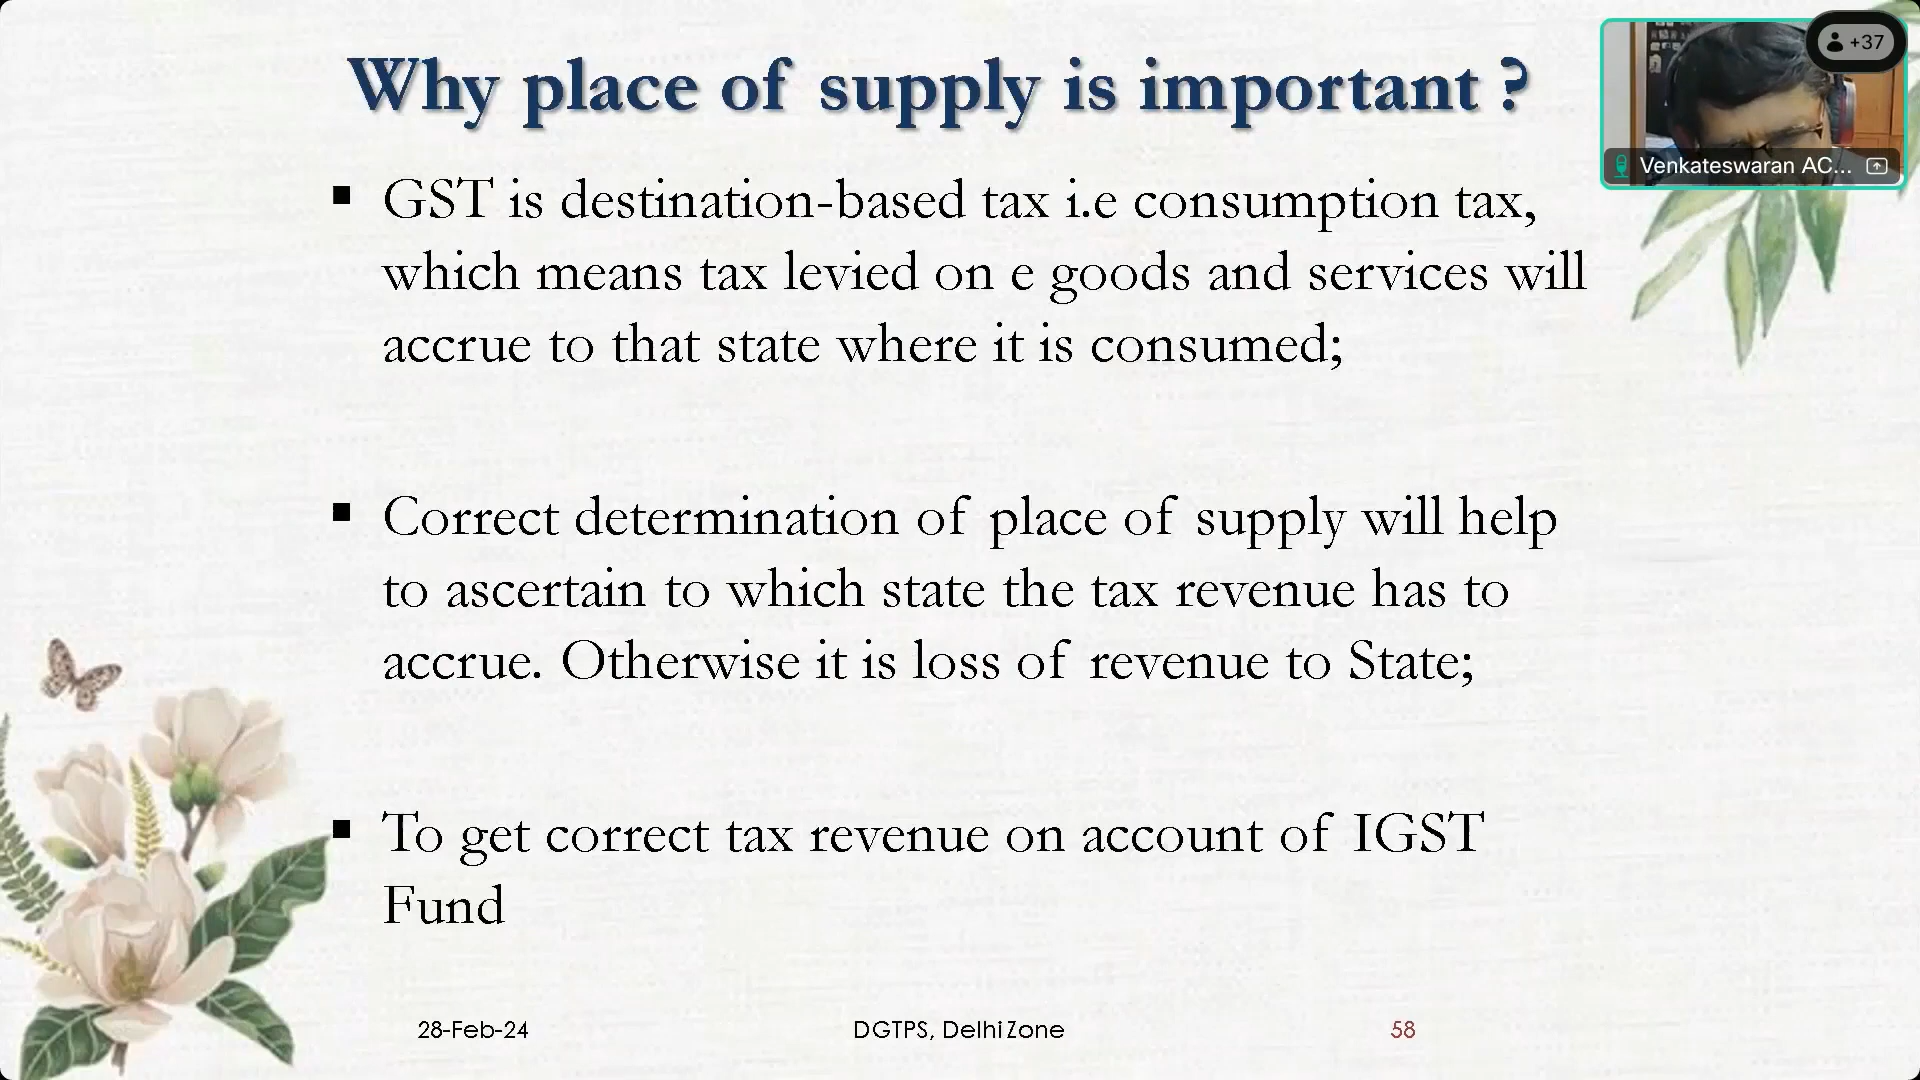 Why place of supply is important ?
+37
Venkateswaran AC...
▪ GST is destination-based tax i.e consumption tax,
which means tax levied on e goods and services will
accrue to that state where it is consumed;
▪ Correct determination of place of supply will help
to ascertain to which state the tax revenue has to
accrue. Otherwise it is loss of revenue to State;
▪ To get correct tax revenue on account of IGST
Fund
28-Feb-24
DGTPS, Delhi Zone
58